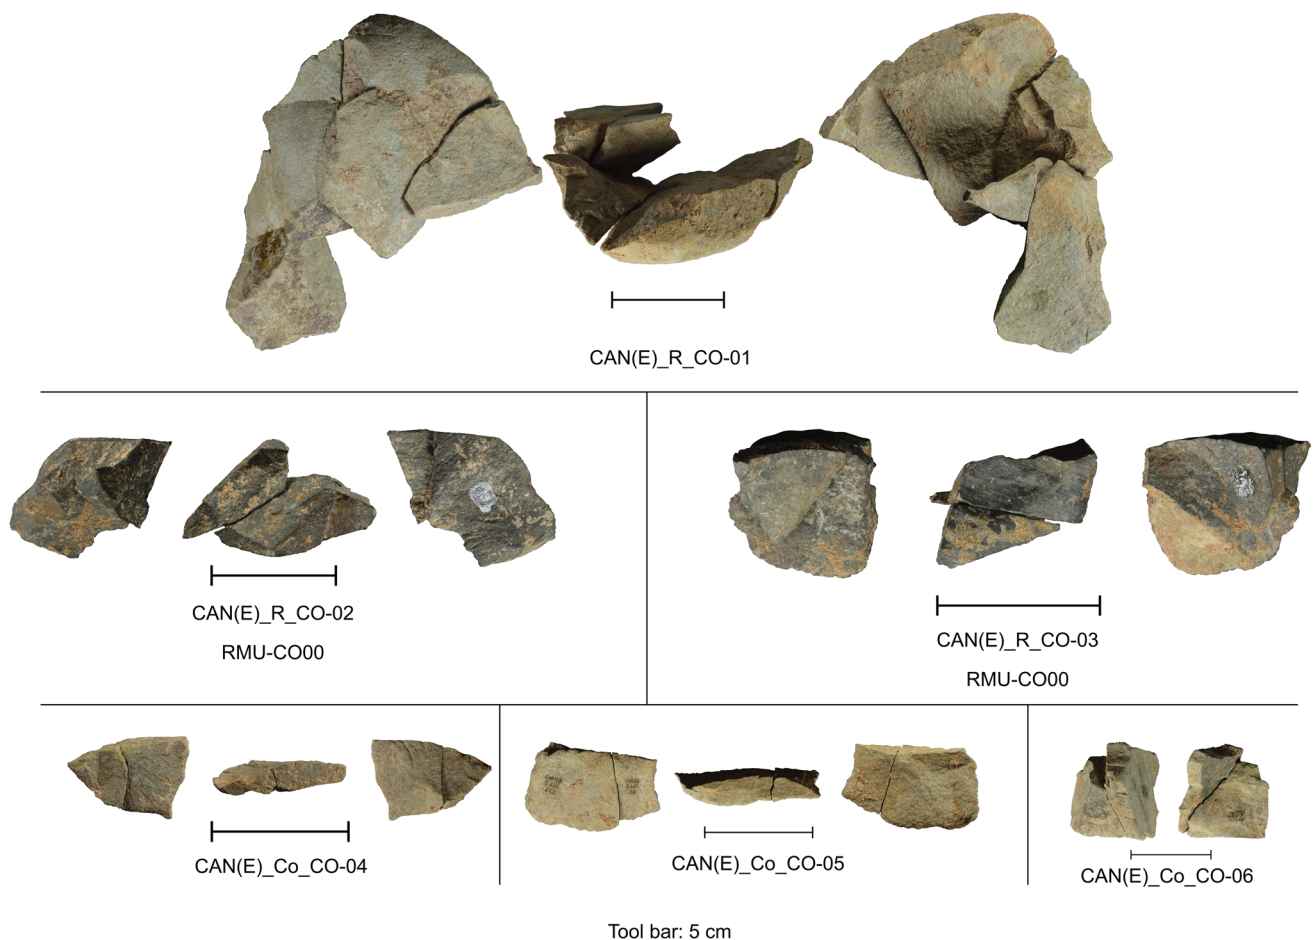 CAN(E)_R_CO-01
CAN(E)_R_CO-02
RMU-CO00
CAN(E)_R_CO-03
RMU-CO00
CAN(E)_Co_CO-04
CAN(E)_Co_CO-05
CAN(E)_Co_CO-06
Tool bar: 5 cm